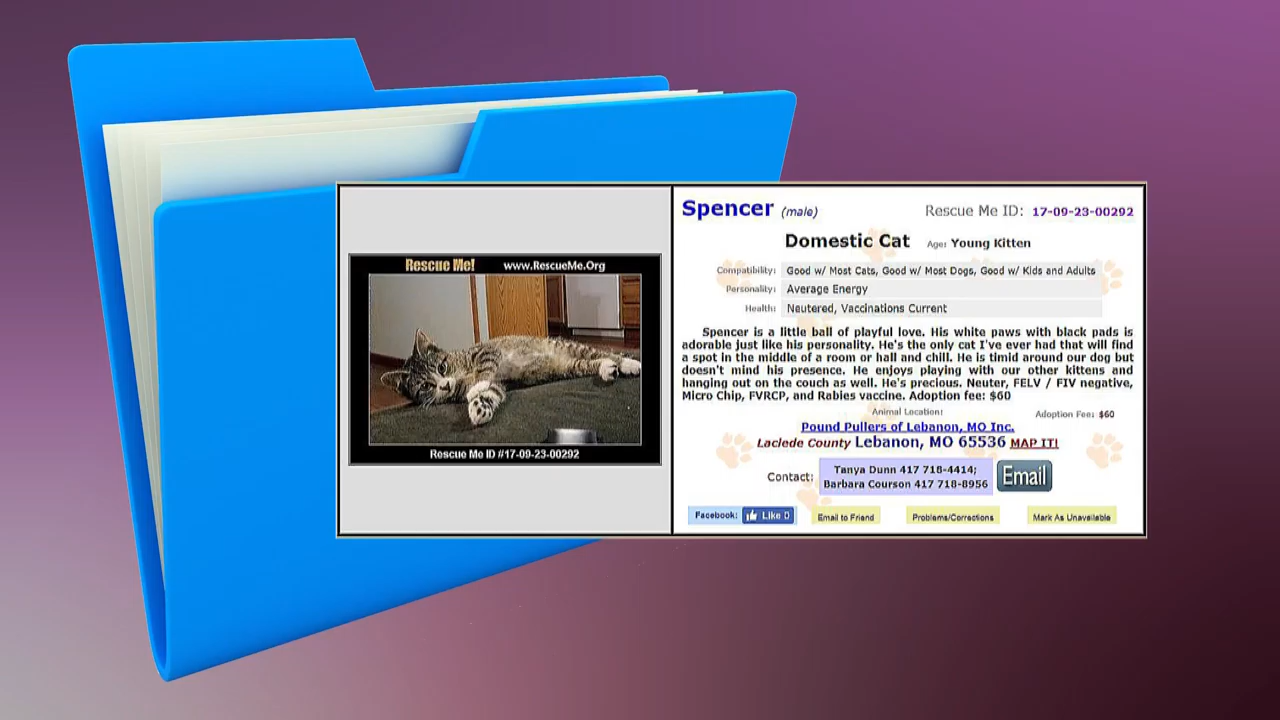 Rescue Me! www.RescueMe.Org
Rescue Me ID #17-09-23-00292
Spencer (male) Rescue Me ID: 17-09-23-00292
Domestic Cat Age: Young Kitten
Compatibility: Good w/ Most Cats, Good w/ Most Dogs, Good w/ Kids and Adults
Personality: Average Energy
Health: Neutered, Vaccinations Current
Spencer is a little ball of playful love. His white paws with black pads is
adorable just like his personality. He's the only cat I've ever had that will find
a spot in the middle of a room or hall and chill. He is timid around our dog but
doesn't mind his presence. He enjoys playing with our other kittens and
hanging out on the couch as well. He's precious. Neuter, FELV / FIV negative,
Micro Chip, FVRCP, and Rabies vaccine. Adoption fee: $60
Animal Location: Adoption Fee: $60
Pound Pullers of Lebanon, MO Inc.
Laclede County Lebanon, MO 65536 MAP IT!
Contact: Tanya Dunn 417 718-4414;
Barbara Courson 417 718-8956
Email
Facebook: Like 0 Email to Friend Problems/Corrections Mark As Unavailable